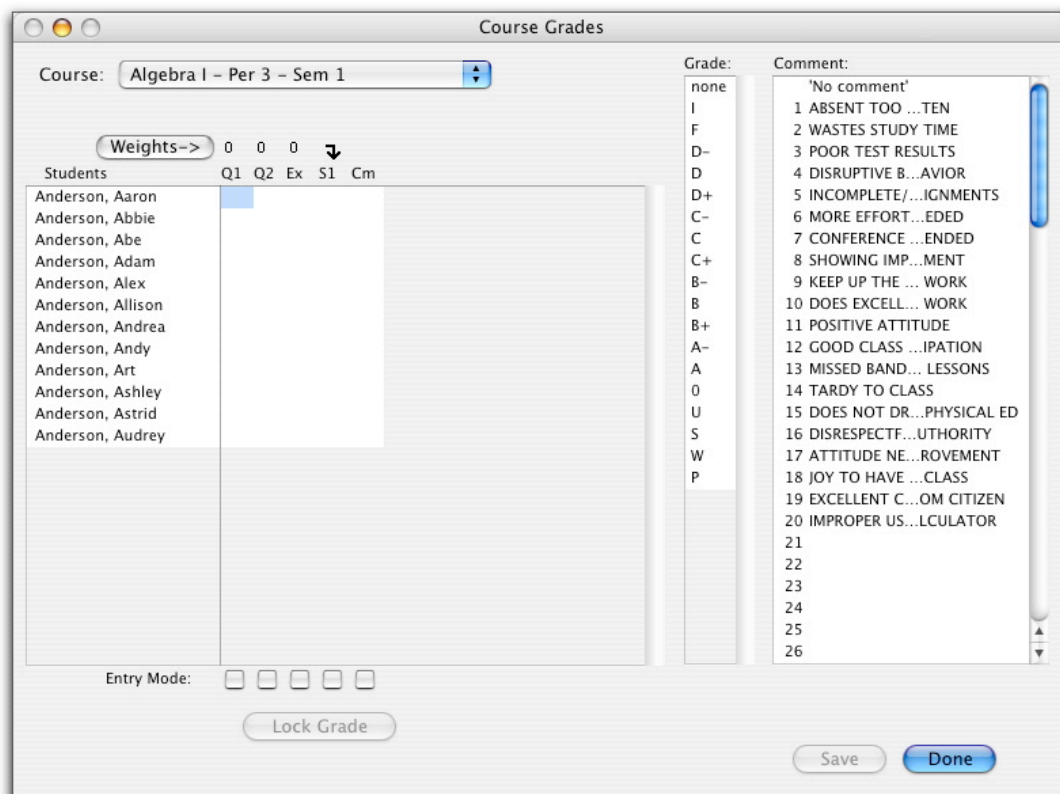 Course Grades
Course: Algebra I - Per 3 - Sem 1
Weights-> 0 0 0
Students Q1 Q2 Ex S1 Cm
Anderson, Aaron
Anderson, Abbie
Anderson, Abe
Anderson, Adam
Anderson, Alex
Anderson, Allison
Anderson, Andrea
Anderson, Andy
Anderson, Art
Anderson, Ashley
Anderson, Astrid
Anderson, Audrey
Entry Mode:
Lock Grade
Grade:
none
I
F
D-
D
D+
C-
C
C+
B-
B
B+
A-
A
0
U
S
W
P
Comment:
'No comment'
1 ABSENT TOO ...TEN
2 WASTES STUDY TIME
3 POOR TEST RESULTS
4 DISRUPTIVE B...AVIOR
5 INCOMPLETE/...IGNMENTS
6 MORE EFFORT...EDED
7 CONFERENCE ...ENDED
8 SHOWING IMP...MENT
9 KEEP UP THE ... WORK
10 DOES EXCELL... WORK
11 POSITIVE ATTITUDE
12 GOOD CLASS ...IPATION
13 MISSED BAND... LESSONS
14 TARDY TO CLASS
15 DOES NOT DR...PHYSICAL ED
16 DISRESPECTF...UTHORITY
17 ATTITUDE NE...ROVEMENT
18 JOY TO HAVE ...CLASS
19 EXCELLENT C...OM CITIZEN
20 IMPROPER US...LCULATOR
21
22
23
24
25
26
Save Done